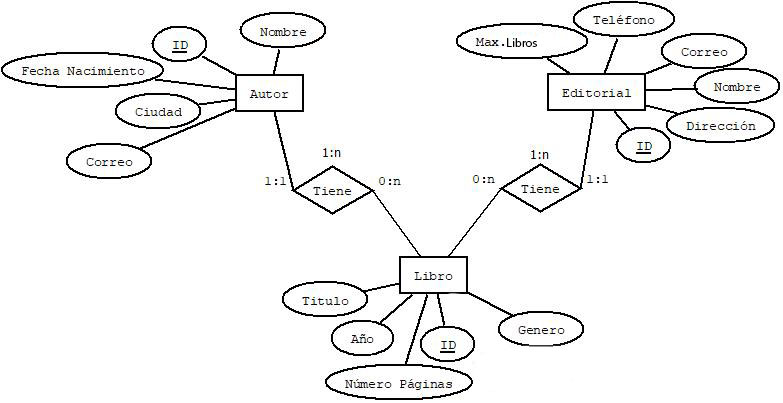 Teléfono
ID
Nombre
Max.Libros
Correo
Fecha Nacimiento
Autor
Editorial
Nombre
Ciudad
Dirección
ID
Correo
1:n
1:n
1:1
Tiene
0:n
0:n
Tiene
1:1
Libro
Titulo
Genero
Año
ID
Número Páginas